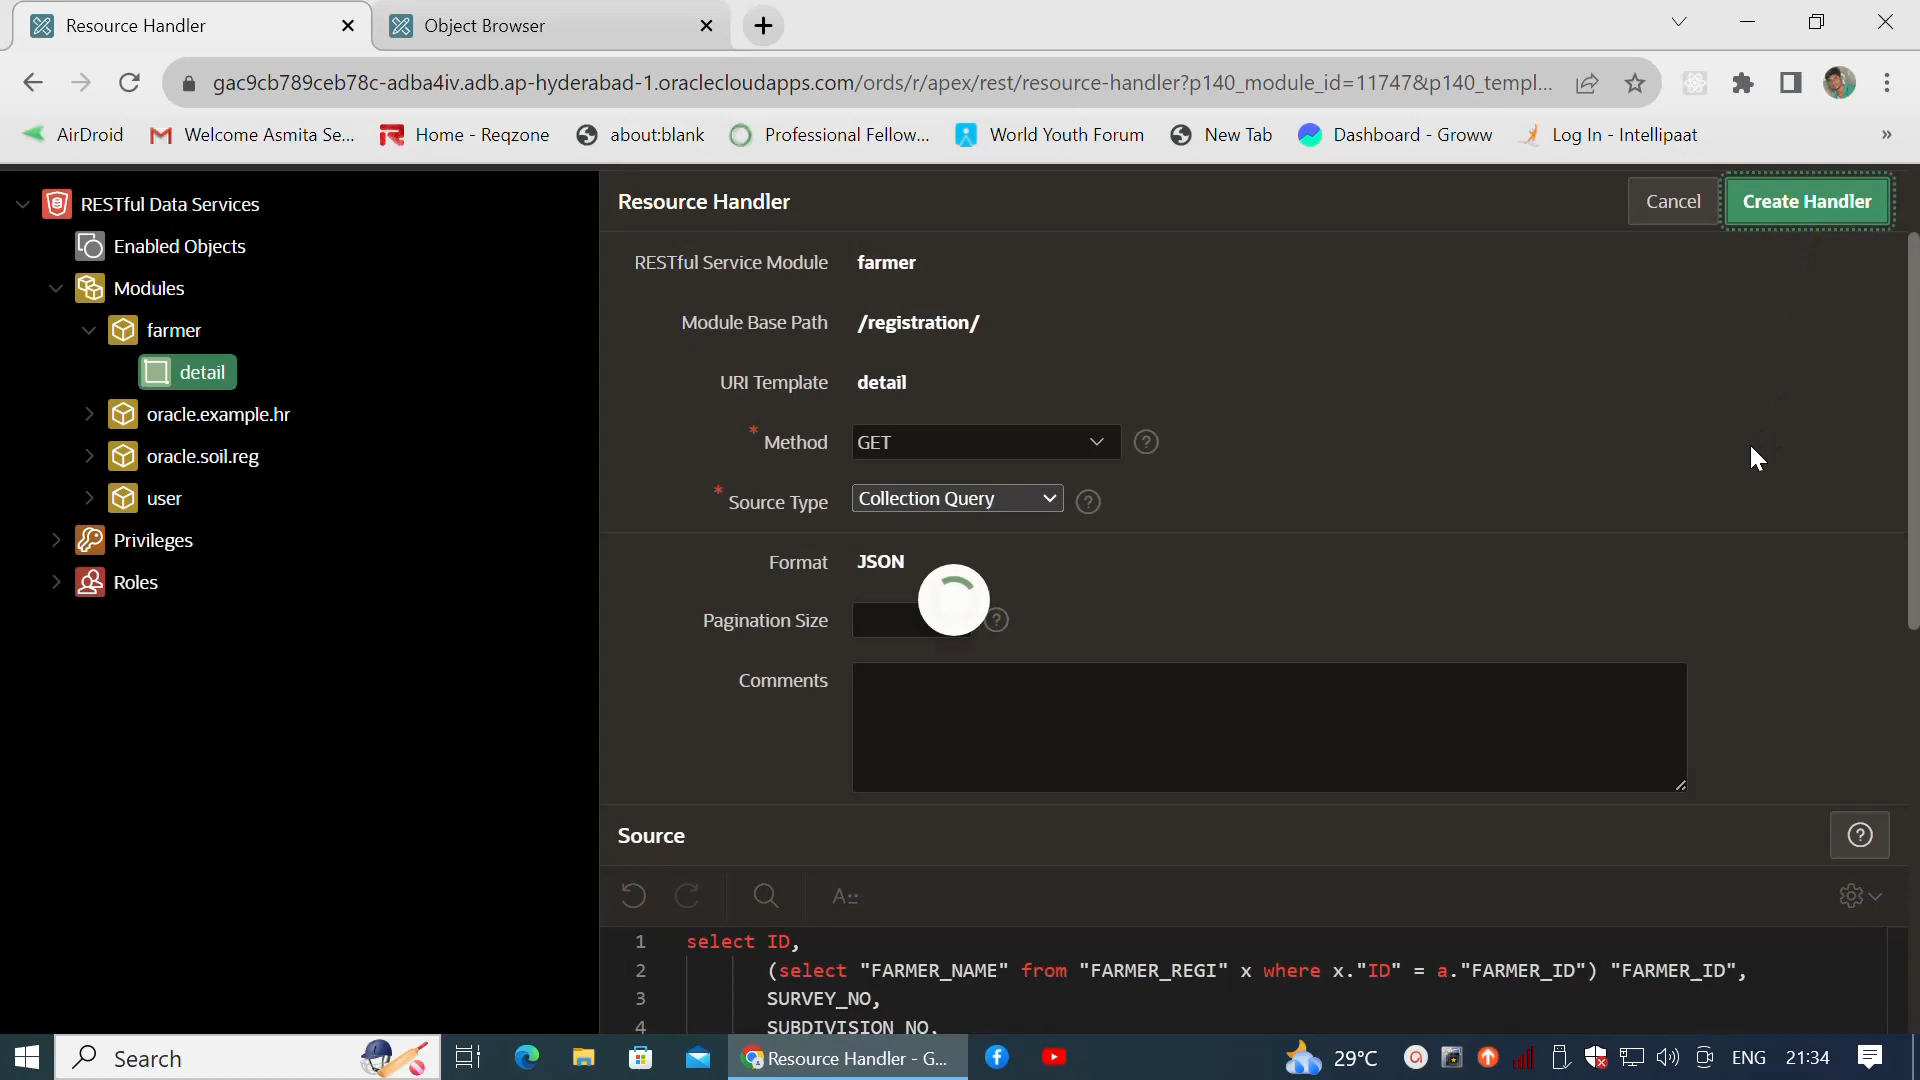 Resource Handler
Object Browser
gac9cb789ceb78c-adba4iv.adb.ap-hyderabad-1.oraclecloudapps.com/ords/r/apex/rest/resource-handler?p140_module_id=11747&p140_templ...
AirDroid
Welcome Asmita Se...
Home - Reqzone
about:blank
Professional Fellow...
World Youth Forum
New Tab
Dashboard - Groww
Log In - Intellipaat
»
RESTful Data Services
Enabled Objects
Modules
farmer
detail
oracle.example.hr
oracle.soil.reg
user
Privileges
Roles
Resource Handler
Cancel
Create Handler
RESTful Service Module farmer
Module Base Path /registration/
URI Template detail
* Method GET
* Source Type Collection Query
Format JSON
Pagination Size
Comments
Source
1 select ID,
2 (select "FARMER_NAME" from "FARMER_REGI" x where x."ID" = a."FARMER_ID") "FARMER_ID",
3 SURVEY_NO,
4 SUBDIVISION_NO,
Search
Resource Handler - G...
29°C
ENG
21:34